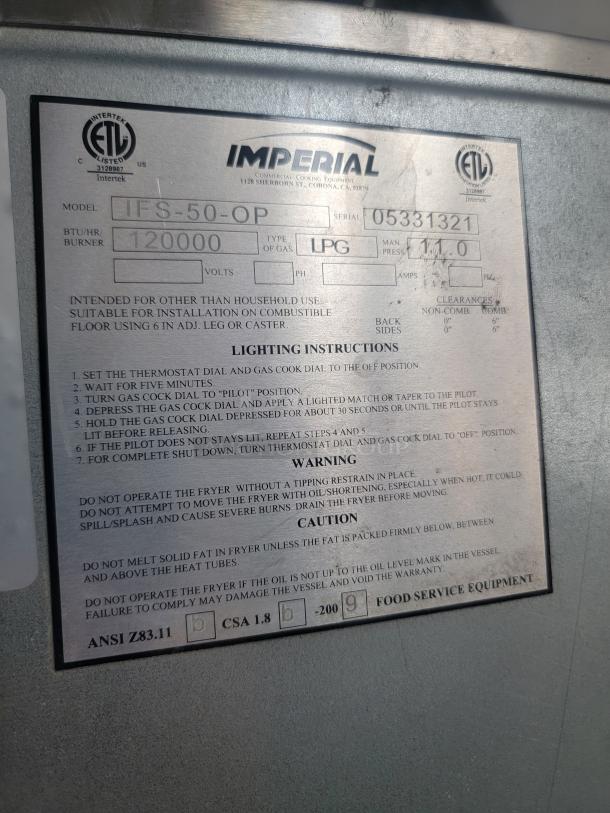 INTERTEK
ETL
LISTED
C US
3128987
Intertek
IMPERIAL
COMMERCIAL COOKING EQUIPMENT
1128 SHERBORN ST., CORONA, CA.
ETL
Intertek
MODEL IFS-50-OP SERIAL 05331321
BTU/HR/ BURNER 120000 TYPE OF GAS LPG MAN. PRESS 11.0
VOLTS PH AMPS
INTENDED FOR OTHER THAN HOUSEHOLD USE
SUITABLE FOR INSTALLATION ON COMBUSTIBLE
FLOOR USING 6 IN ADJ. LEG OR CASTER.
CLEARANCES
NON-COMB. COMB.
BACK 0" 6"
SIDES 0" 6"
LIGHTING INSTRUCTIONS
1. SET THE THERMOSTAT DIAL AND GAS COOK DIAL TO THE OFF POSITION.
2. WAIT FOR FIVE MINUTES.
3. TURN GAS COCK DIAL TO "PILOT" POSITION.
4. DEPRESS THE GAS COCK DIAL AND APPLY A LIGHTED MATCH OR TAPER TO THE PILOT.
5. HOLD THE GAS COCK DIAL DEPRESSED FOR ABOUT 30 SECONDS OR UNTIL THE PILOT STAYS
LIT BEFORE RELEASING.
6. IF THE PILOT DOES NOT STAYS LIT, REPEAT STEPS 4 AND 5.
7. FOR COMPLETE SHUT DOWN, TURN THERMOSTAT DIAL AND GAS COCK DIAL TO "OFF" POSITION.
WARNING
DO NOT OPERATE THE FRYER WITHOUT A TIPPING RESTRAIN IN PLACE.
DO NOT ATTEMPT TO MOVE THE FRYER WITH OIL/SHORTENING, ESPECIALLY WHEN HOT, IT COULD
SPILL/SPLASH AND CAUSE SEVERE BURNS. DRAIN THE FRYER BEFORE MOVING.
CAUTION
DO NOT MELT SOLID FAT IN FRYER UNLESS THE FAT IS PACKED FIRMLY BELOW, BETWEEN
AND ABOVE THE HEAT TUBES.
DO NOT OPERATE THE FRYER IF THE OIL IS NOT UP TO THE OIL LEVEL MARK IN THE VESSEL.
FAILURE TO COMPLY MAY DAMAGE THE VESSEL AND VOID THE WARRANTY.
ANSI Z83.11 b CSA 1.8 b -200 9 FOOD SERVICE EQUIPMENT